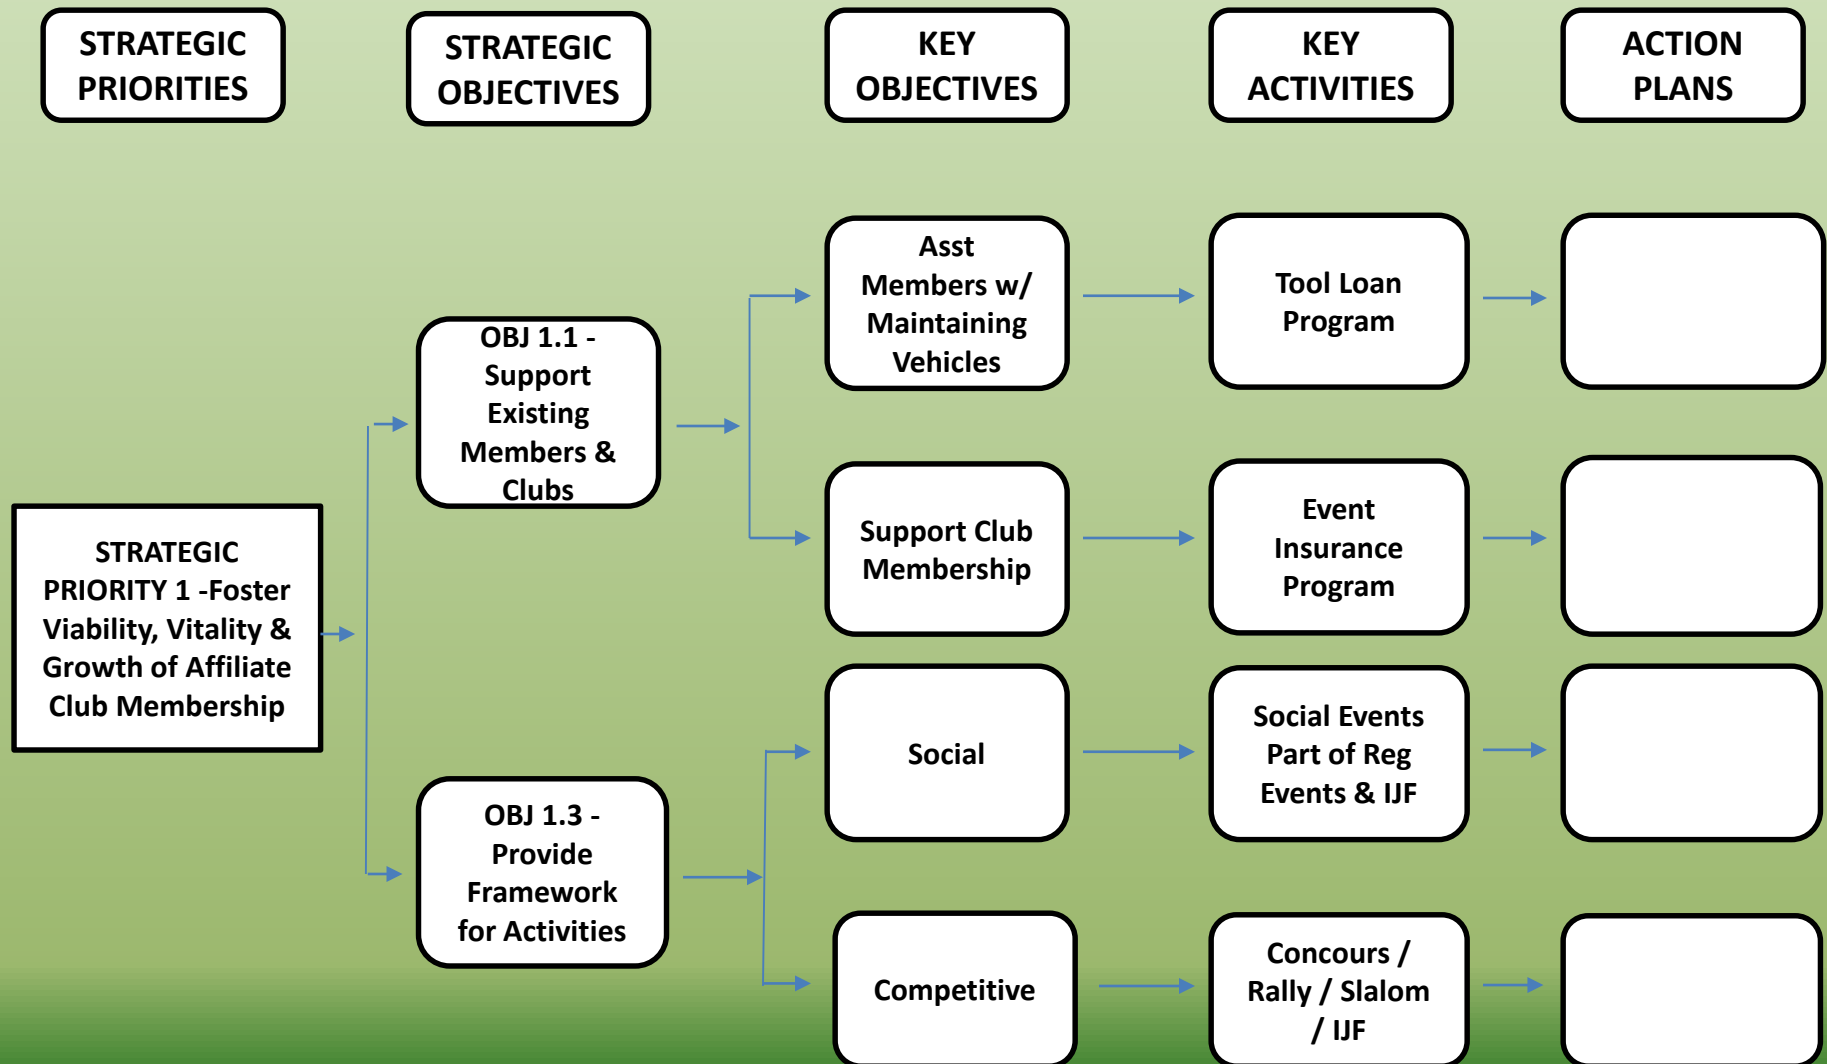 STRATEGIC
PRIORITIES
STRATEGIC
OBJECTIVES
KEY
OBJECTIVES
KEY
ACTIVITIES
ACTION
PLANS
STRATEGIC
PRIORITY 1 -Foster
Viability, Vitality &
Growth of Affiliate
Club Membership
OBJ 1.1 -
Support
Existing
Members &
Clubs
Asst
Members w/
Maintaining
Vehicles
Tool Loan
Program
Support Club
Membership
Event
Insurance
Program
OBJ 1.3 -
Provide
Framework
for Activities
Social
Social Events
Part of Reg
Events & IJF
Competitive
Concours /
Rally / Slalom
/ IJF